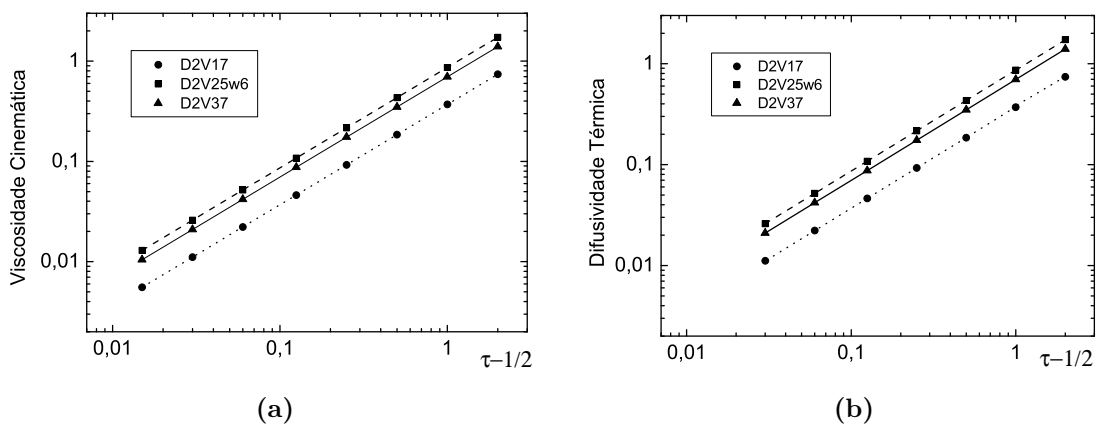 Viscosidade Cinemática
1
0,1
0,01
D2V17
D2V25w6
D2V37
0,01
0,1
1
τ−1/2
(a)
Difusividade Térmica
1
0,1
0,01
D2V17
D2V25w6
D2V37
0,01
0,1
1
τ−1/2
(b)